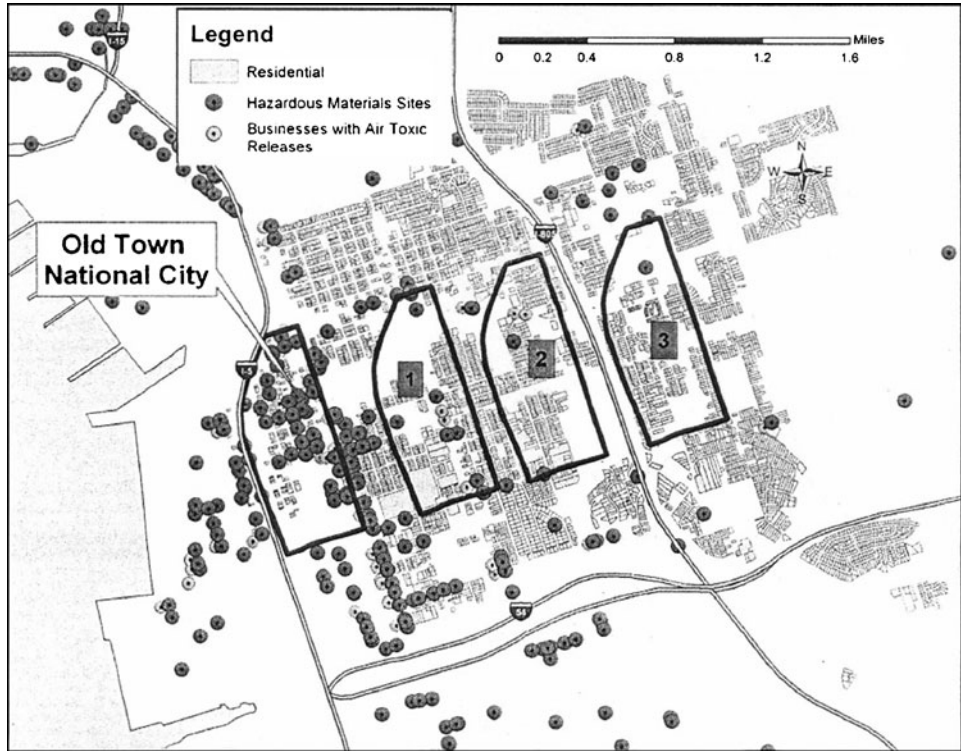 I-15
Legend
Residential
Hazardous Materials Sites
Businesses with Air Toxic
Releases
Miles
0 0.2 0.4 0.8 1.2 1.6
N
W E
S
Old Town
National City
I-805
I-5
1
2
3
54